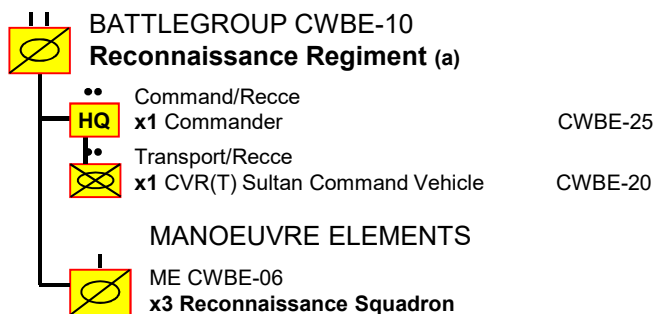 BATTLEGROUP CWBE-10
Reconnaissance Regiment (a)
Command/Recce
HQ x1 Commander CWBE-25
Transport/Recce
x1 CVR(T) Sultan Command Vehicle CWBE-20
MANOEUVRE ELEMENTS
ME CWBE-06
x3 Reconnaissance Squadron